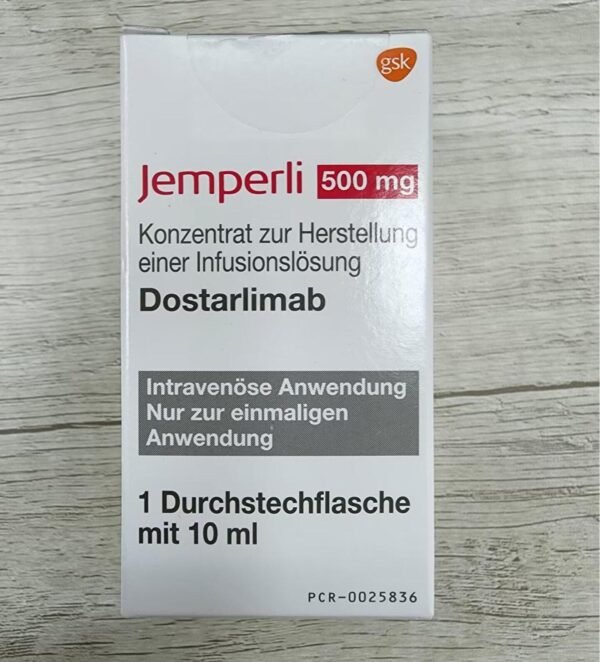 gsk
Jemperli 500 mg
Konzentrat zur Herstellung
einer Infusionslösung
Dostarlimab
Intravenöse Anwendung
Nur zur einmaligen
Anwendung
1 Durchstechflasche
mit 10 ml
PCR-0025836